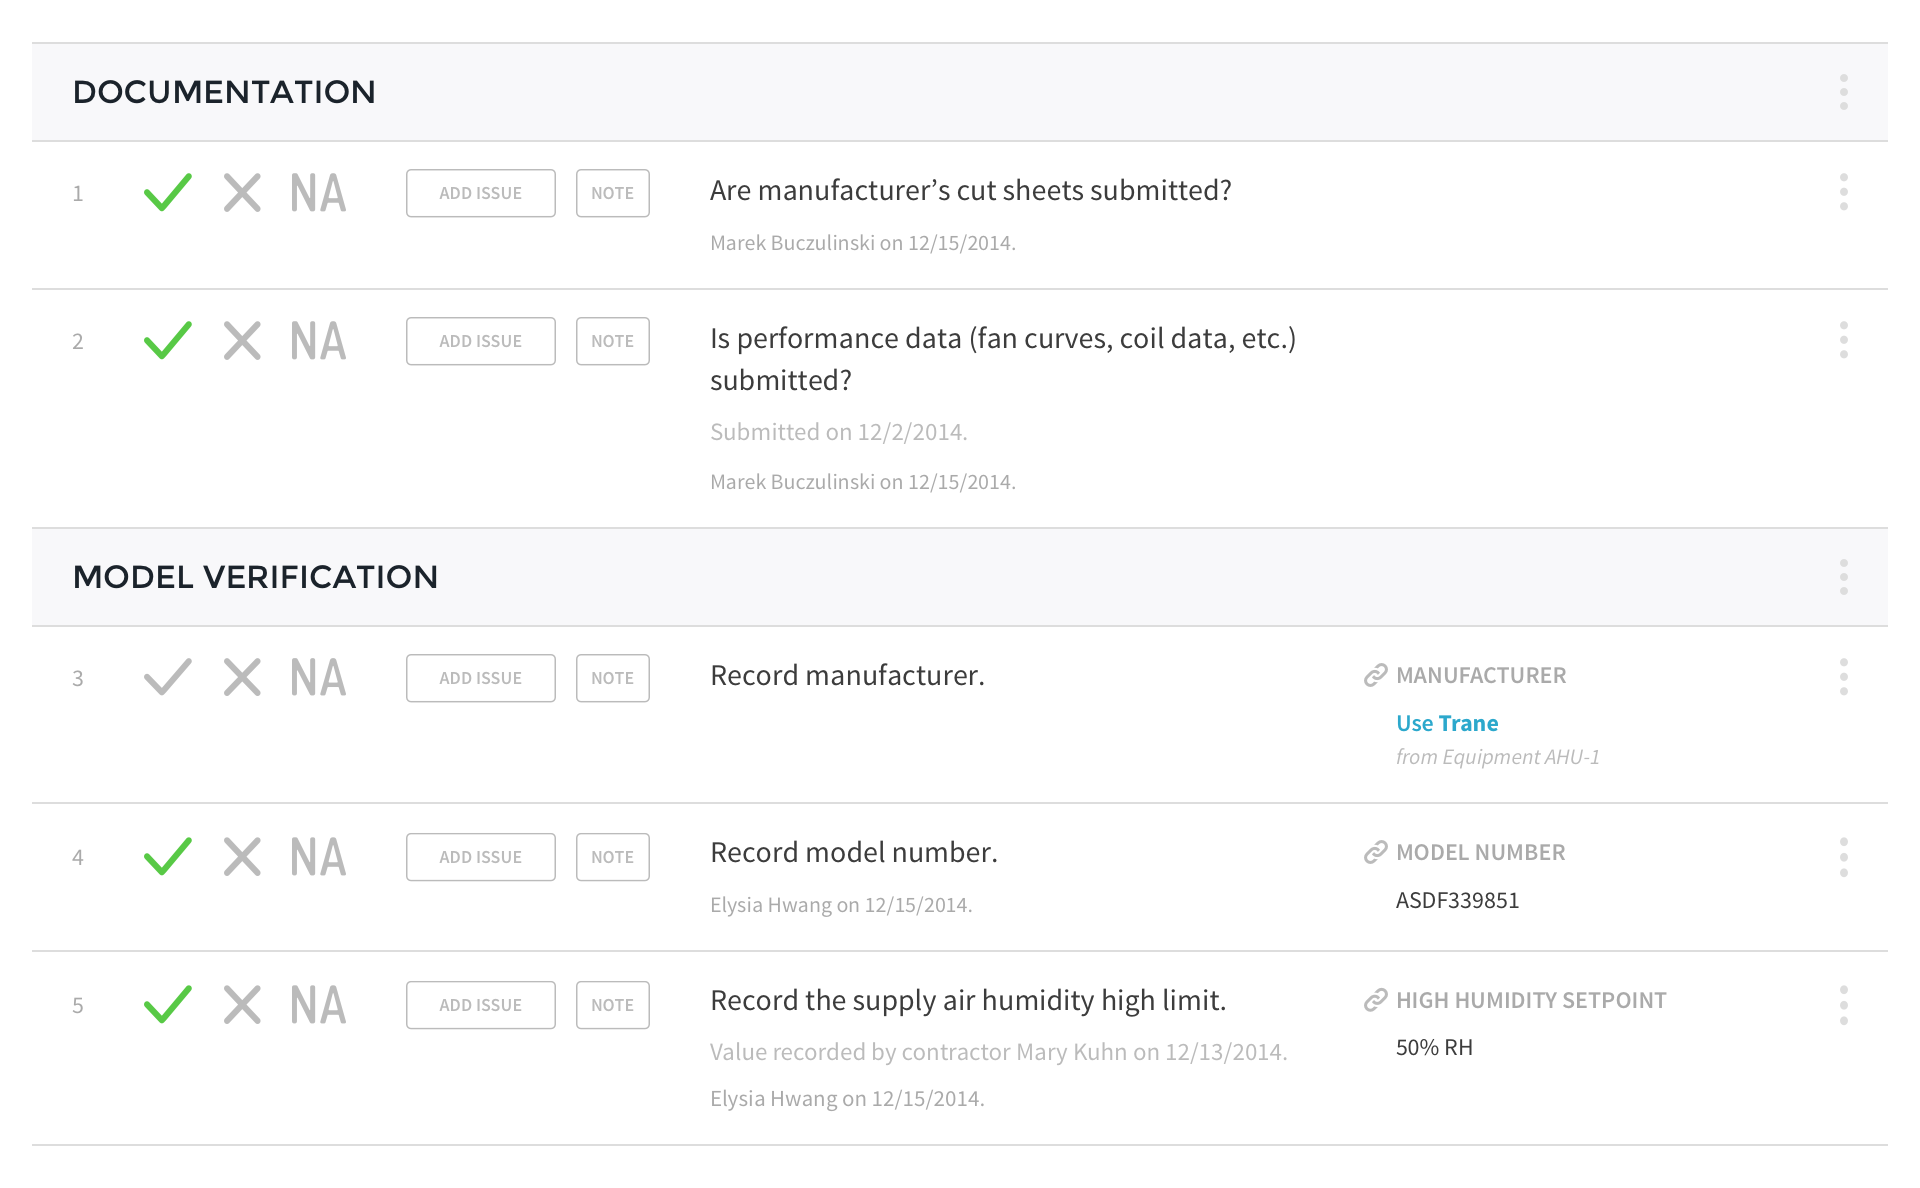 DOCUMENTATION
1 NA ADD ISSUE NOTE Are manufacturer’s cut sheets submitted?
Marek Buczulinski on 12/15/2014.
2 NA ADD ISSUE NOTE Is performance data (fan curves, coil data, etc.)
submitted?
Submitted on 12/2/2014.
Marek Buczulinski on 12/15/2014.
MODEL VERIFICATION
3 NA ADD ISSUE NOTE Record manufacturer. MANUFACTURER
Use Trane
from Equipment AHU-1
4 NA ADD ISSUE NOTE Record model number. MODEL NUMBER
Elysia Hwang on 12/15/2014. ASDF339851
5 NA ADD ISSUE NOTE Record the supply air humidity high limit. HIGH HUMIDITY SETPOINT
Value recorded by contractor Mary Kuhn on 12/13/2014. 50% RH
Elysia Hwang on 12/15/2014.